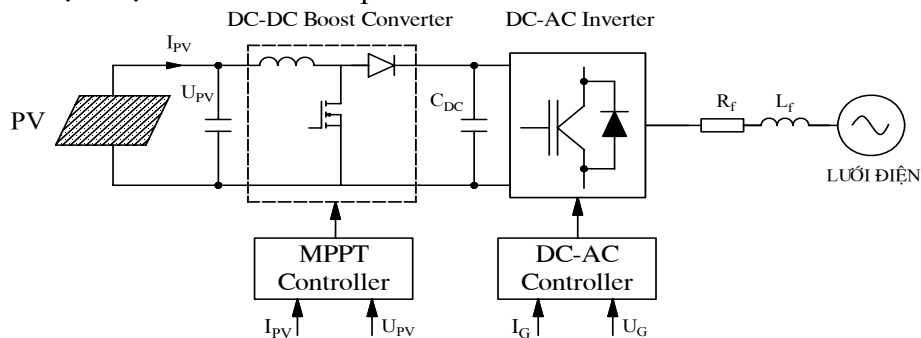 DC-DC Boost Converter
DC-AC Inverter
I_PV
U_PV
PV
C_DC
R_f
L_f
LƯỚI ĐIỆN
MPPT
Controller
DC-AC
Controller
I_PV
U_PV
I_G
U_G